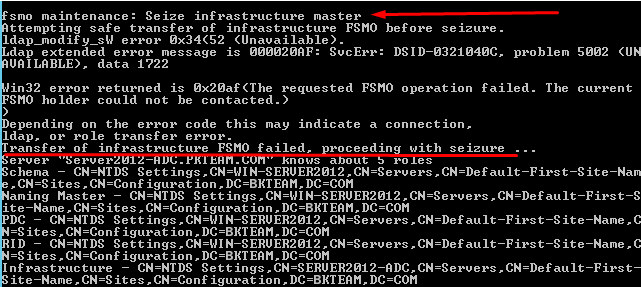 fsmo maintenance: Seize infrastructure master
Attempting safe transfer of infrastructure FSMO before seizure.
ldap_modify_sW error 0x34(52 (Unavailable).
Ldap extended error message is 000020AF: SvcErr: DSID-0321040C, problem 5002 (UN
AVAILABLE), data 1722
Win32 error returned is 0x20af(The requested FSMO operation failed. The current
FSMO holder could not be contacted.)
)
Depending on the error code this may indicate a connection,
ldap, or role transfer error.
Transfer of infrastructure FSMO failed, proceeding with seizure ...
Server "Server2012-ADC.PKTEAM.COM" knows about 5 roles
Schema - CN=NTDS Settings,CN=WIN-SERVER2012,CN=Servers,CN=Default-First-Site-Nam
e,CN=Sites,CN=Configuration,DC=BKTEAM,DC=COM
Naming Master - CN=NTDS Settings,CN=WIN-SERVER2012,CN=Servers,CN=Default-First-S
ite-Name,CN=Sites,CN=Configuration,DC=BKTEAM,DC=COM
PDC - CN=NTDS Settings,CN=WIN-SERVER2012,CN=Servers,CN=Default-First-Site-Name,C
N=Sites,CN=Configuration,DC=BKTEAM,DC=COM
RID - CN=NTDS Settings,CN=WIN-SERVER2012,CN=Servers,CN=Default-First-Site-Name,C
N=Sites,CN=Configuration,DC=BKTEAM,DC=COM
Infrastructure - CN=NTDS Settings,CN=SERVER2012-ADC,CN=Servers,CN=Default-First-
Site-Name,CN=Sites,CN=Configuration,DC=BKTEAM,DC=COM